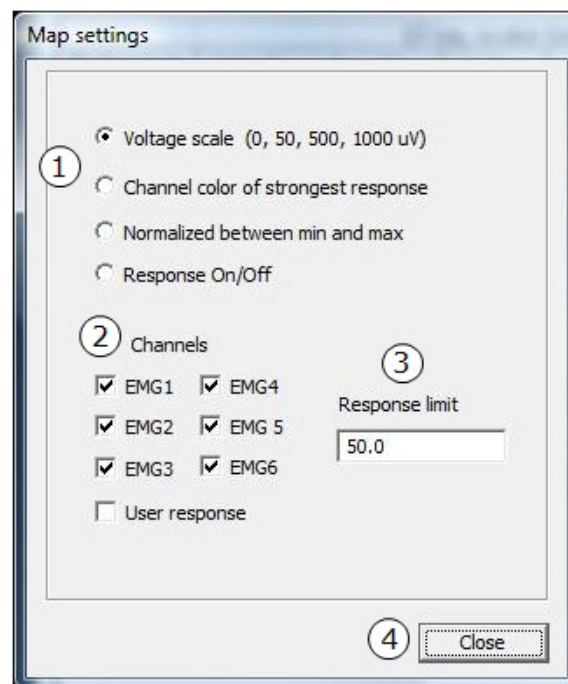 Map settings
Voltage scale (0, 50, 500, 1000 uV)
1
Channel color of strongest response
Normalized between min and max
Response On/Off
2 Channels
3
EMG1 EMG4
Response limit
EMG2 EMG 5
50.0
EMG3 EMG6
User response
4 Close